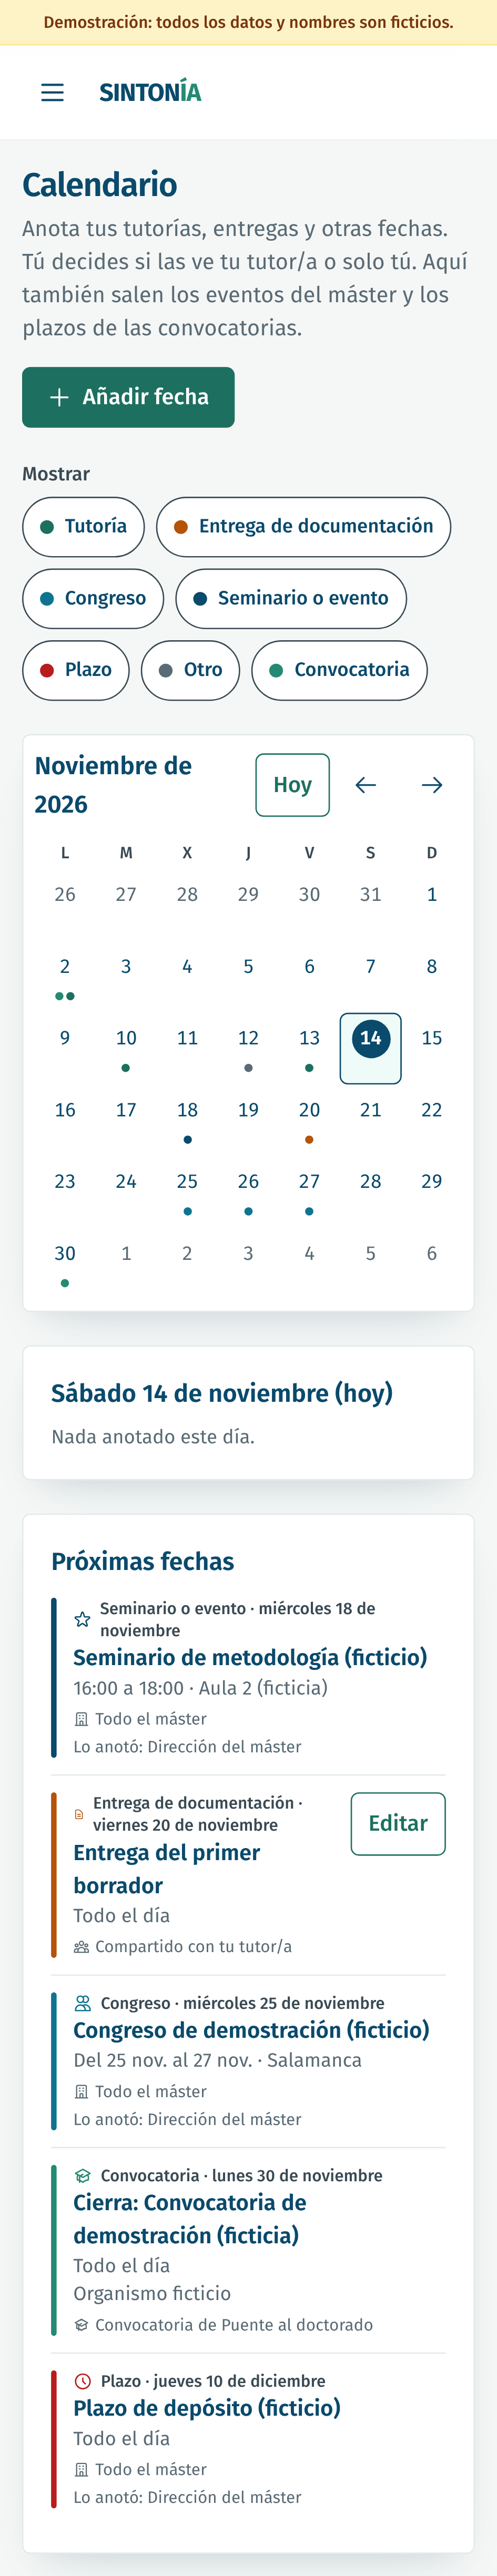 Demostración: todos los datos y nombres son ficticios.
SINTONÍA
Calendario
Anota tus tutorías, entregas y otras fechas.
Tú decides si las ve tu tutor/a o solo tú. Aquí
también salen los eventos del máster y los
plazos de las convocatorias.
Añadir fecha
Mostrar
Tutoría
Entrega de documentación
Congreso
Seminario o evento
Plazo
Otro
Convocatoria
Noviembre de
2026
Hoy
L M X J V S D
26 27 28 29 30 31 1
2 3 4 5 6 7 8
9 10 11 12 13 14 15
16 17 18 19 20 21 22
23 24 25 26 27 28 29
30 1 2 3 4 5 6
Sábado 14 de noviembre (hoy)
Nada anotado este día.
Próximas fechas
Seminario o evento · miércoles 18 de
noviembre
Seminario de metodología (ficticio)
16:00 a 18:00 · Aula 2 (ficticia)
Todo el máster
Lo anotó: Dirección del máster
Entrega de documentación ·
viernes 20 de noviembre
Editar
Entrega del primer
borrador
Todo el día
Compartido con tu tutor/a
Congreso · miércoles 25 de noviembre
Congreso de demostración (ficticio)
Del 25 nov. al 27 nov. · Salamanca
Todo el máster
Lo anotó: Dirección del máster
Convocatoria · lunes 30 de noviembre
Cierra: Convocatoria de
demostración (ficticia)
Todo el día
Organismo ficticio
Convocatoria de Puente al doctorado
Plazo · jueves 10 de diciembre
Plazo de depósito (ficticio)
Todo el día
Todo el máster
Lo anotó: Dirección del máster